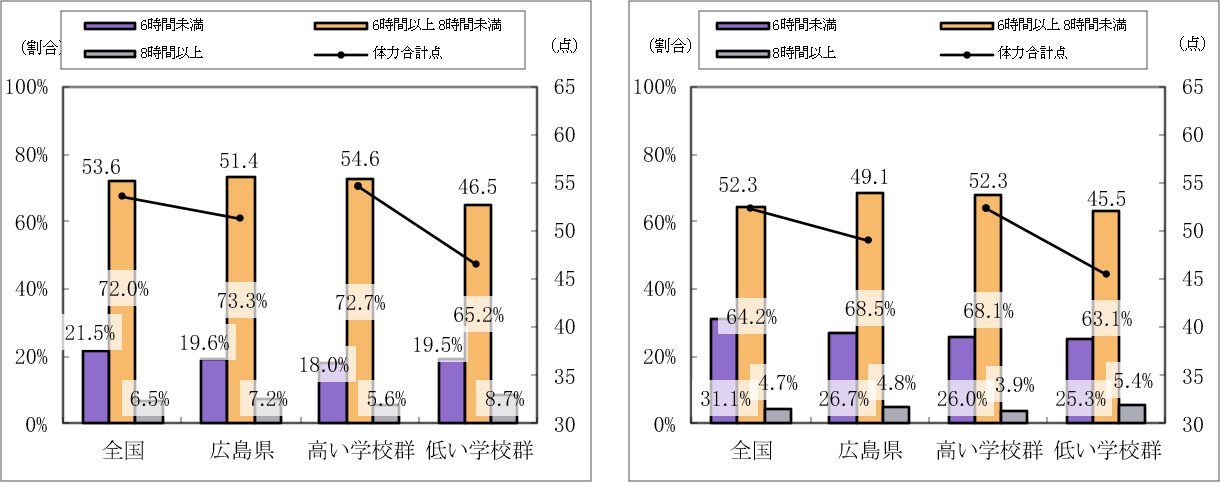 6時間未満 6時間以上 8時間未満
8時間以上 体力合計点
(割合) (点)
100% 65
60
80% 53.6 51.4 54.6 46.5
55
60% 50
45
40% 72.0% 73.3% 72.7% 65.2%
40
21.5% 19.6% 18.0% 19.5%
20% 35
6.5% 7.2% 5.6% 8.7%
0% 30
全国 広島県 高い学校群 低い学校群
6時間未満 6時間以上 8時間未満
8時間以上 体力合計点
(割合) (点)
100% 65
60
80% 52.3 49.1 52.3 45.5
55
60% 50
45
40% 64.2% 68.5% 68.1% 63.1%
40
20% 35
4.7% 4.8% 3.9% 5.4%
31.1% 26.7% 26.0% 25.3%
0% 30
全国 広島県 高い学校群 低い学校群